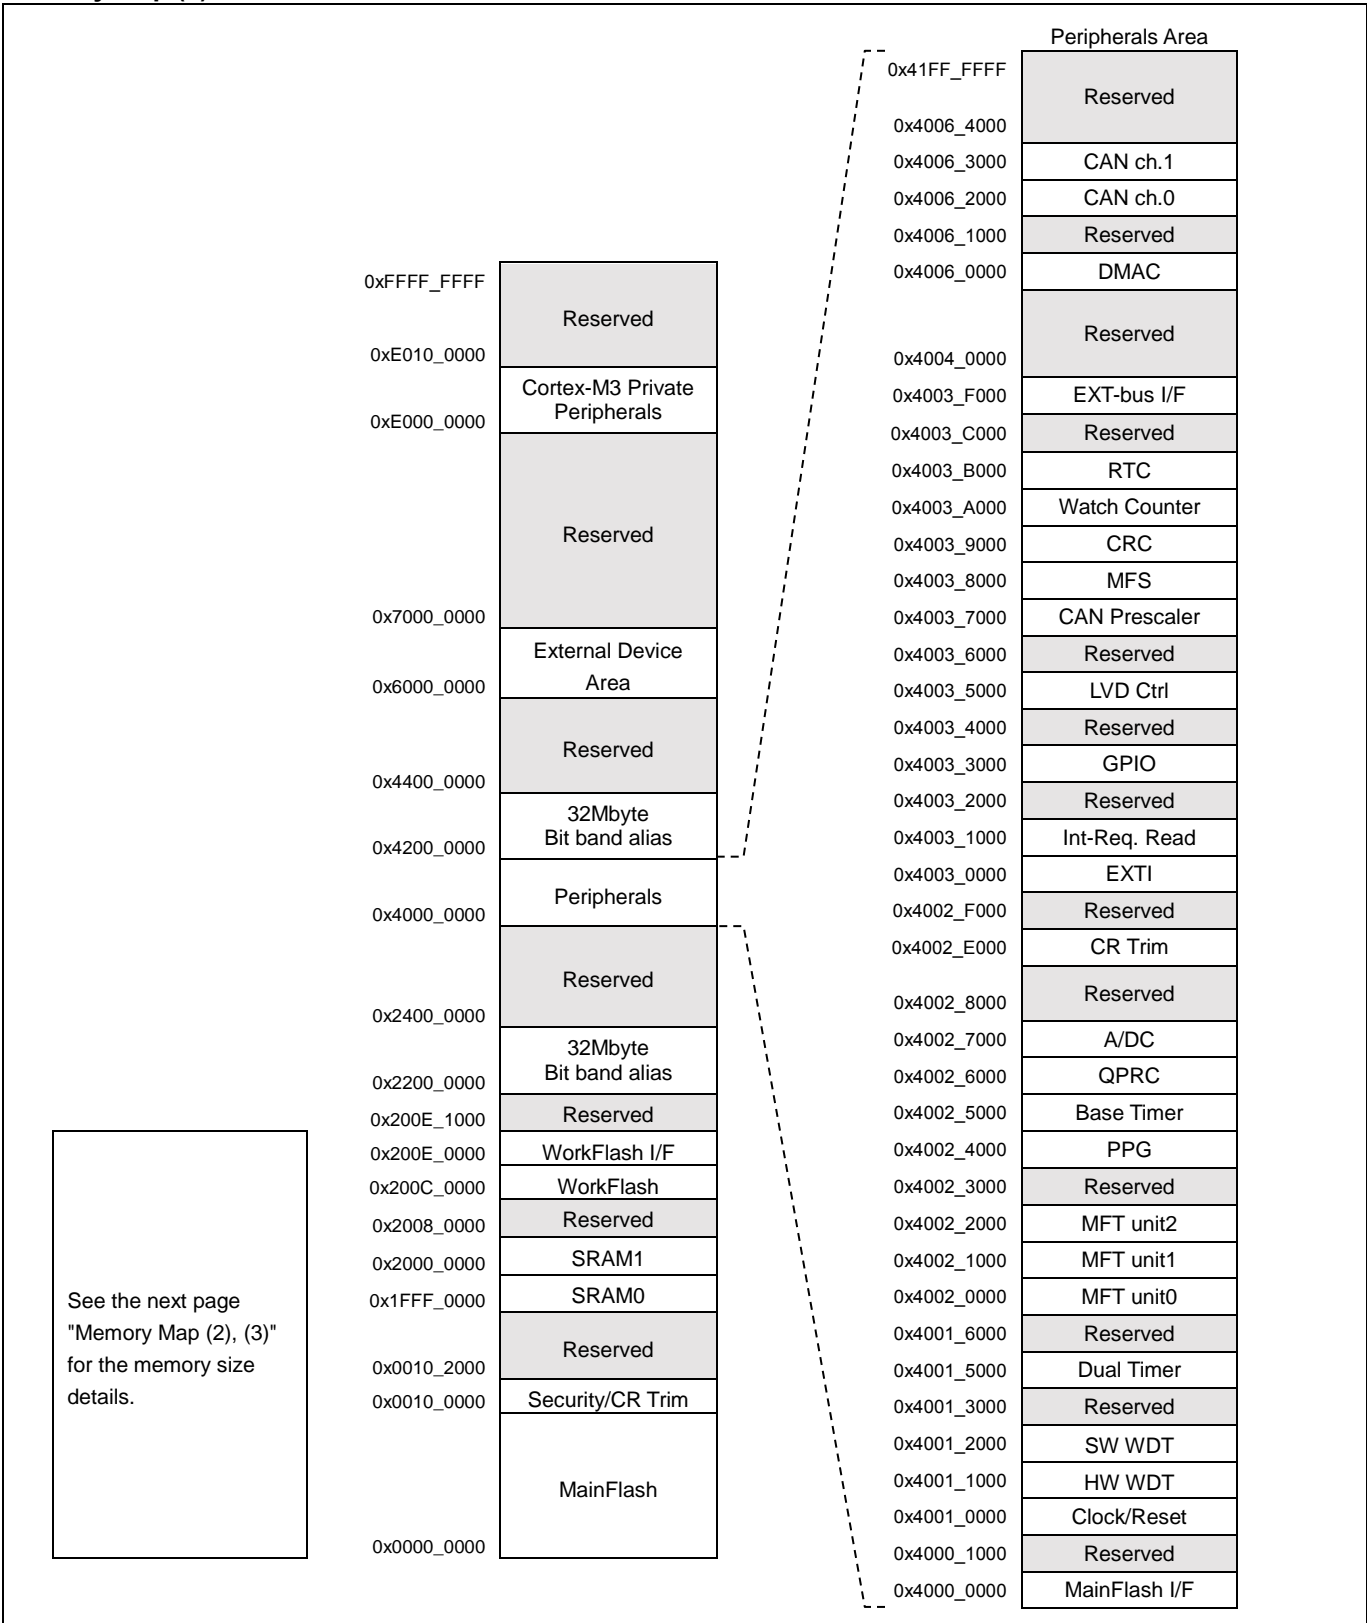 Peripherals Area
0x41FF_FFFF
Reserved
0x4006_4000
0x4006_3000 CAN ch.1
0x4006_2000 CAN ch.0
0x4006_1000 Reserved
0x4006_0000 DMAC
Reserved
0x4004_0000
0x4003_F000 EXT-bus I/F
0x4003_C000 Reserved
0x4003_B000 RTC
0x4003_A000 Watch Counter
0x4003_9000 CRC
0x4003_8000 MFS
0x4003_7000 CAN Prescaler
0x4003_6000 Reserved
0x4003_5000 LVD Ctrl
0x4003_4000 Reserved
0x4003_3000 GPIO
0x4003_2000 Reserved
0x4003_1000 Int-Req. Read
0x4003_0000 EXTI
0x4002_F000 Reserved
0x4002_E000 CR Trim
Reserved
0x4002_8000
0x4002_7000 A/DC
0x4002_6000 QPRC
0x4002_5000 Base Timer
0x4002_4000 PPG
0x4002_3000 Reserved
0x4002_2000 MFT unit2
0x4002_1000 MFT unit1
0x4002_0000 MFT unit0
0x4001_6000 Reserved
0x4001_5000 Dual Timer
0x4001_3000 Reserved
0x4001_2000 SW WDT
0x4001_1000 HW WDT
0x4001_0000 Clock/Reset
0x4000_1000 Reserved
0x4000_0000 MainFlash I/F
0xFFFF_FFFF
Reserved
0xE010_0000
Cortex-M3 Private
Peripherals
0xE000_0000
Reserved
0x7000_0000
External Device
Area
0x6000_0000
Reserved
0x4400_0000
32Mbyte
Bit band alias
0x4200_0000
Peripherals
0x4000_0000
Reserved
0x2400_0000
32Mbyte
Bit band alias
0x2200_0000
Reserved
0x200E_1000
0x200E_0000 WorkFlash I/F
0x200C_0000 WorkFlash
0x2008_0000 Reserved
0x2000_0000 SRAM1
0x1FFF_0000 SRAM0
Reserved
0x0010_2000
0x0010_0000 Security/CR Trim
MainFlash
0x0000_0000
See the next page
"Memory Map (2), (3)"
for the memory size
details.